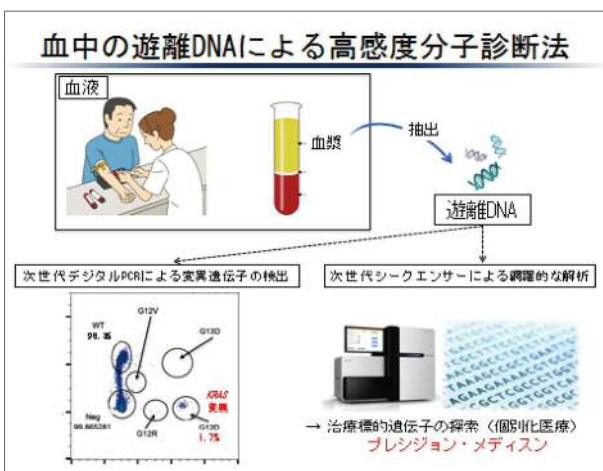 血中の遊離DNAによる高感度分子診断法
血液
血漿
抽出
遊離DNA
次世代デジタルPCRによる変異遺伝子の検出
次世代シークエンサーによる網羅的な解析
WT
G12V
G13D
KRAS
変異
Neg
99.865281
G12R
G12D
1.7%
→ 治療標的遺伝子の探索（個別化医療）
プレシジョン・メディスン